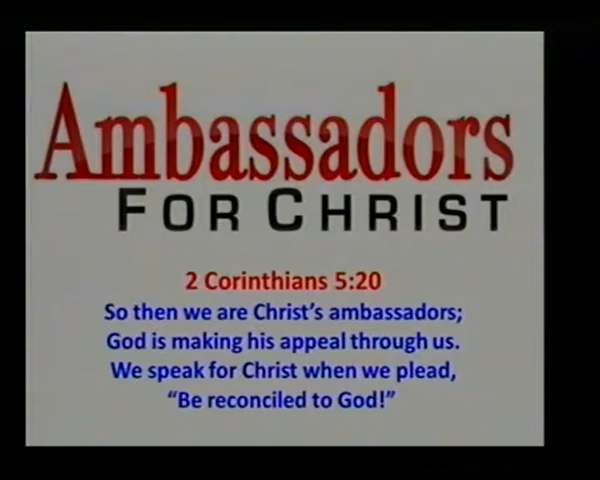 Ambassadors
FOR CHRIST
2 Corinthians 5:20
So then we are Christ's ambassadors;
God is making his appeal through us.
We speak for Christ when we plead,
“Be reconciled to God!”